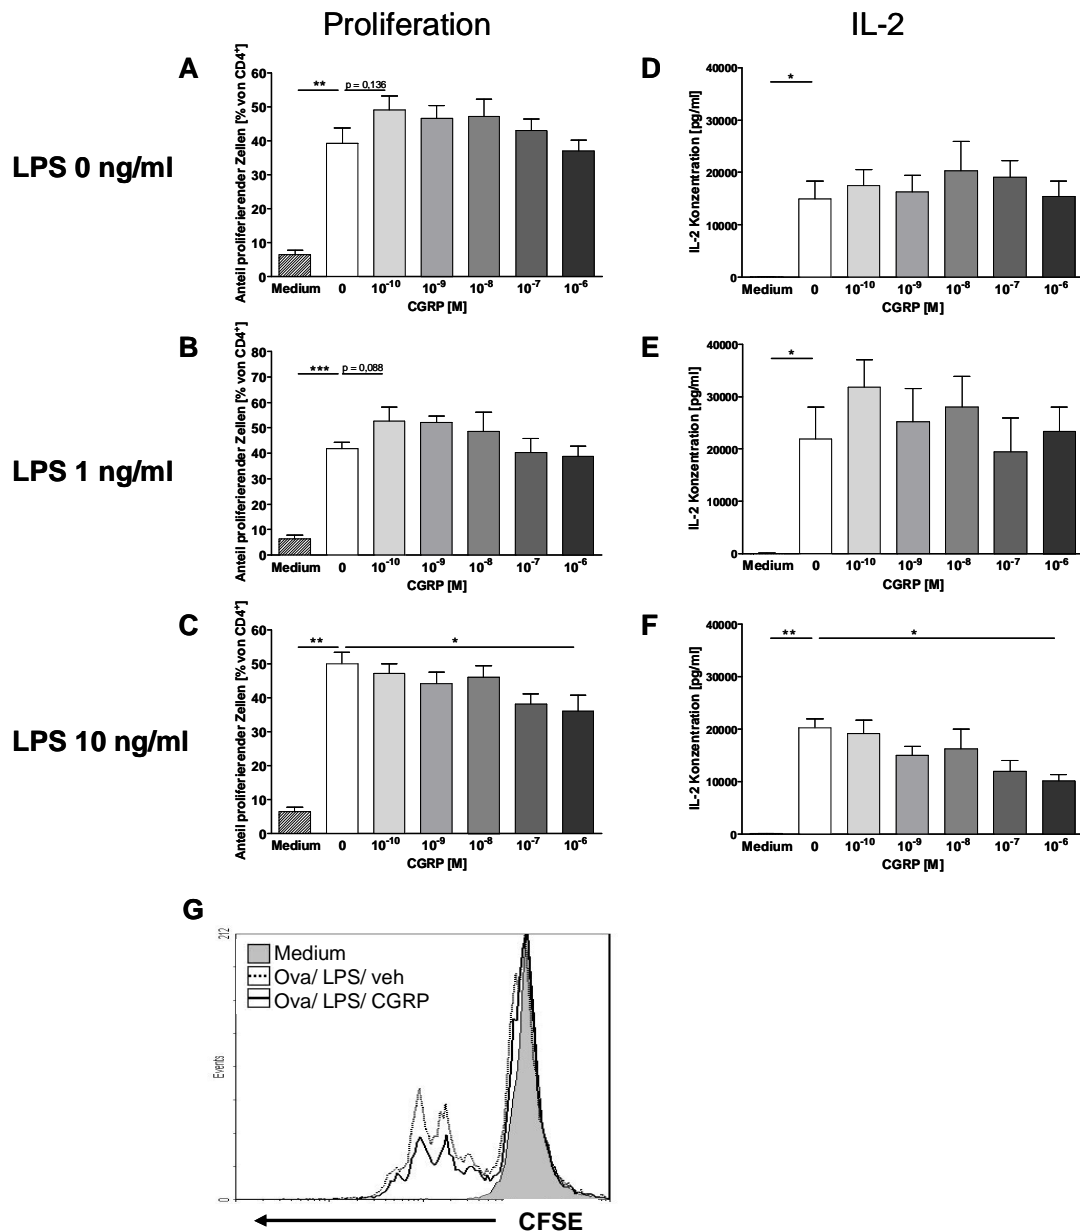 Proliferation
IL-2
LPS 0 ng/ml
A
Anteil proliferierender Zellen [% von CD4⁺]
60
50
40
30
20
10
0
** p = 0,136
Medium 0 10⁻¹⁰ 10⁻⁹ 10⁻⁸ 10⁻⁷ 10⁻⁶
CGRP [M]
D
IL-2 Konzentration [pg/ml]
40000
30000
20000
10000
0
*
Medium 0 10⁻¹⁰ 10⁻⁹ 10⁻⁸ 10⁻⁷ 10⁻⁶
CGRP [M]
LPS 1 ng/ml
B
Anteil proliferierender Zellen [% von CD4⁺]
80
70
60
50
40
30
20
10
0
*** p = 0,088
Medium 0 10⁻¹⁰ 10⁻⁹ 10⁻⁸ 10⁻⁷ 10⁻⁶
CGRP [M]
E
IL-2 Konzentration [pg/ml]
40000
30000
20000
10000
0
*
Medium 0 10⁻¹⁰ 10⁻⁹ 10⁻⁸ 10⁻⁷ 10⁻⁶
CGRP [M]
LPS 10 ng/ml
C
Anteil proliferierender Zellen [% von CD4⁺]
60
50
40
30
20
10
0
** *
Medium 0 10⁻¹⁰ 10⁻⁹ 10⁻⁸ 10⁻⁷ 10⁻⁶
CGRP [M]
F
IL-2 Konzentration [pg/ml]
40000
30000
20000
10000
0
** *
Medium 0 10⁻¹⁰ 10⁻⁹ 10⁻⁸ 10⁻⁷ 10⁻⁶
CGRP [M]
G
212
Events
0
Medium
Ova/ LPS/ veh
Ova/ LPS/ CGRP
CFSE